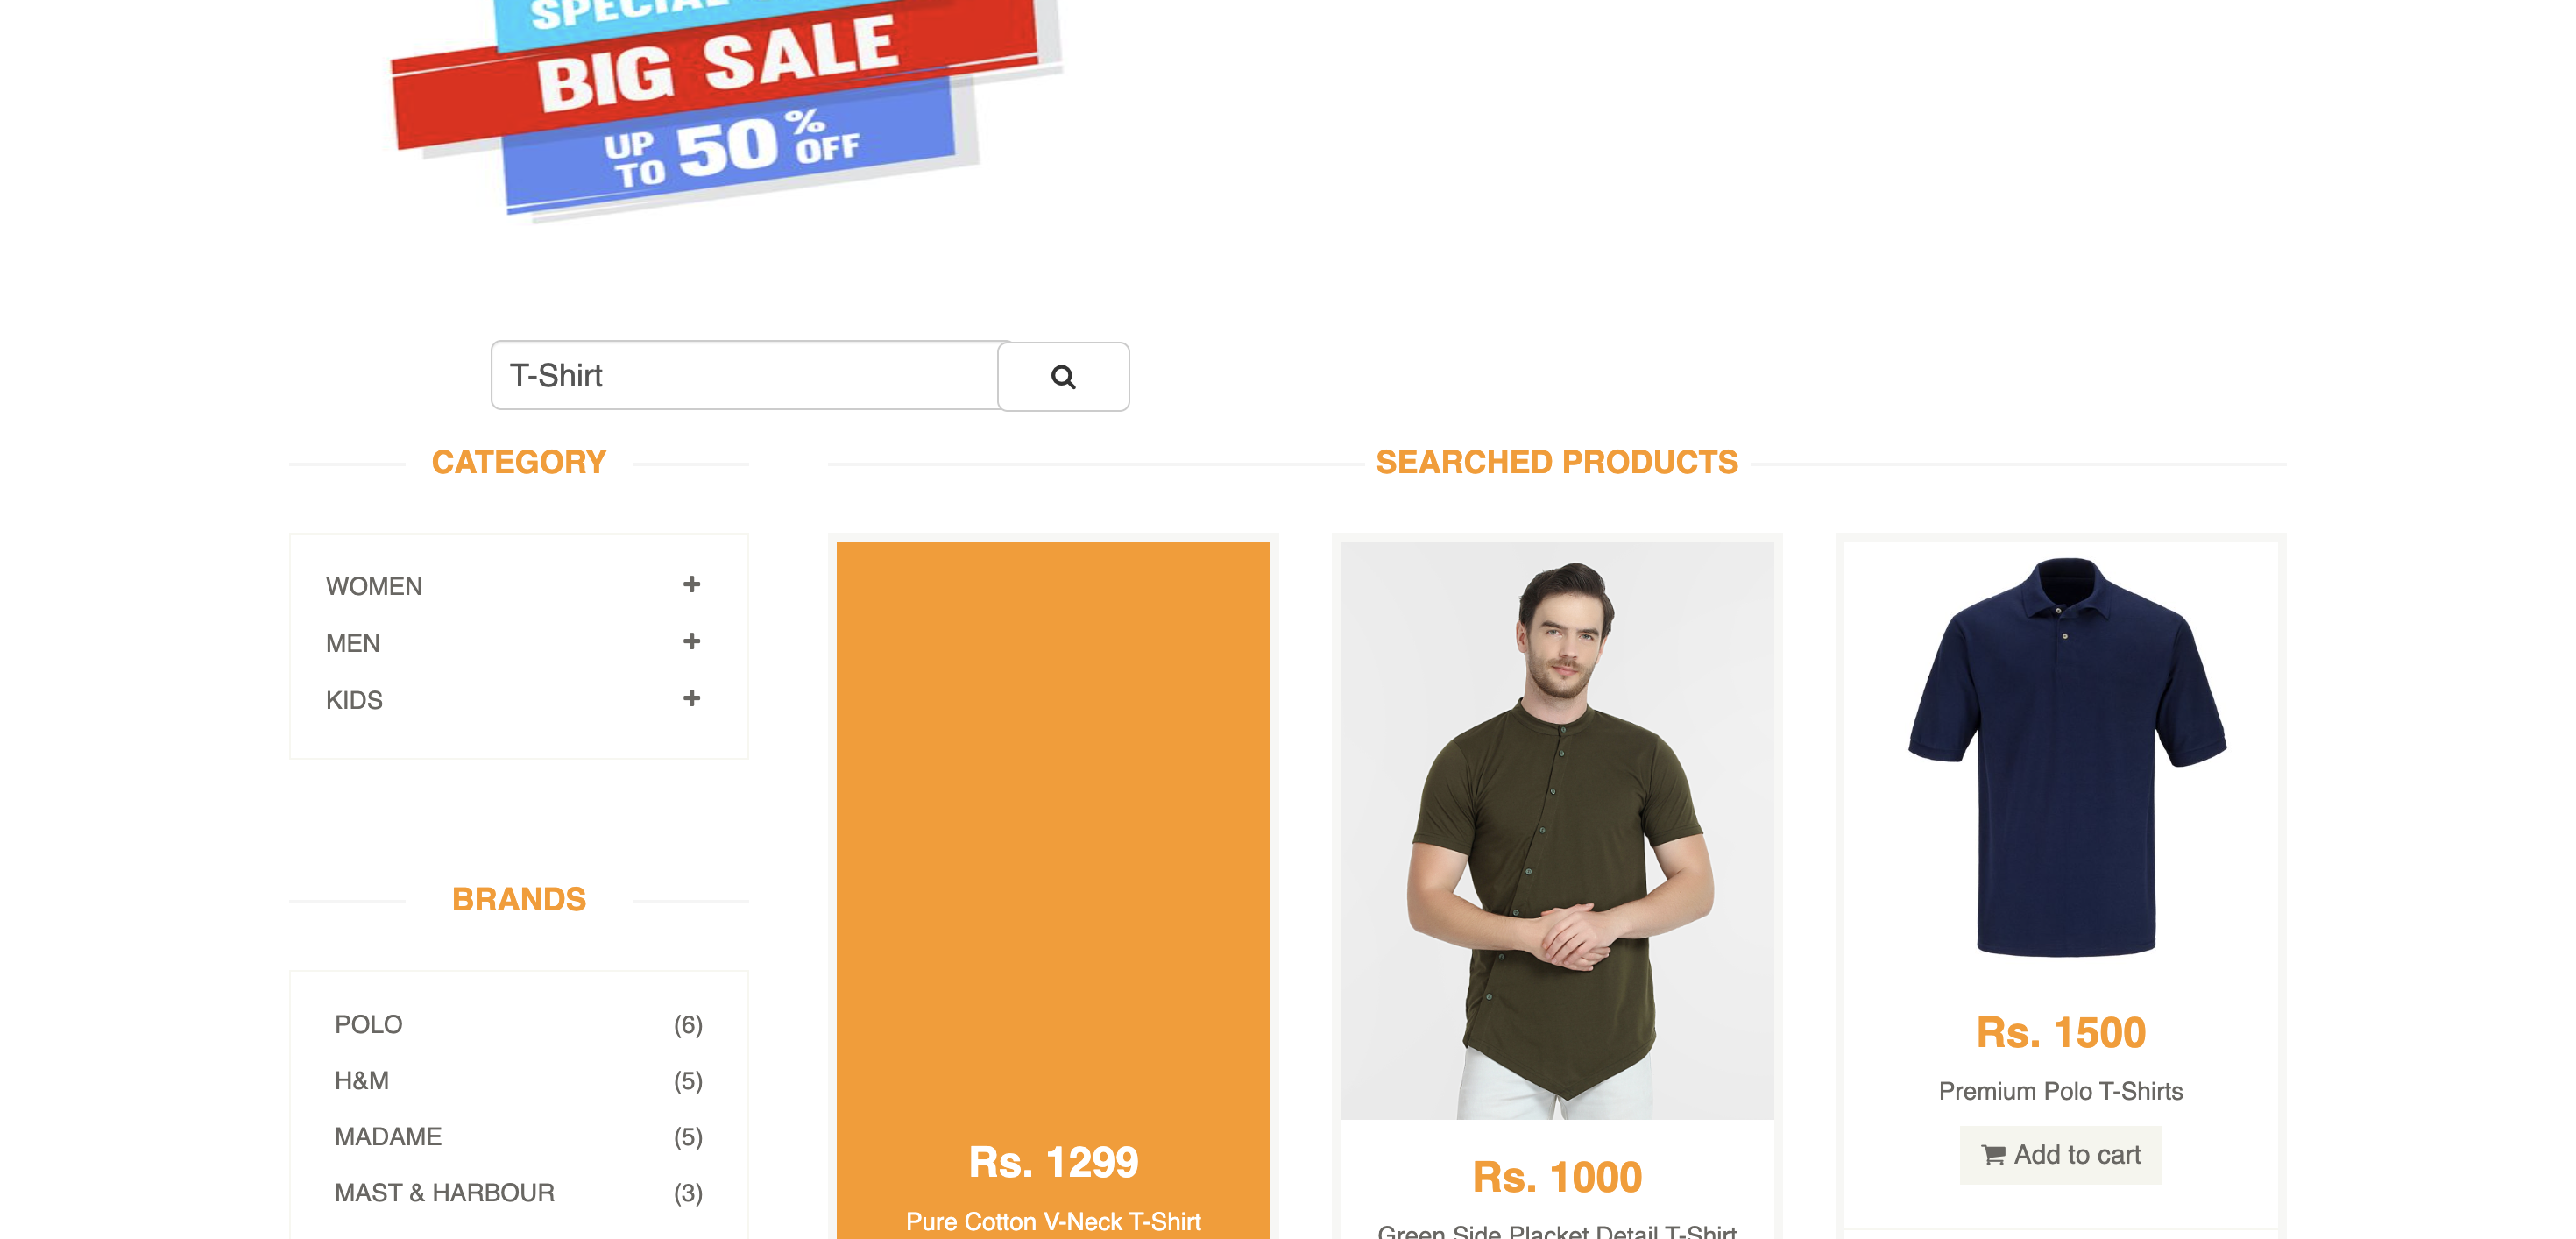 SPECIAL
BIG SALE
UP TO 50% OFF
T-Shirt
CATEGORY
WOMEN
MEN
KIDS
BRANDS
POLO (6)
H&M (5)
MADAME (5)
MAST & HARBOUR (3)
SEARCHED PRODUCTS
Rs. 1299
Pure Cotton V-Neck T-Shirt
Rs. 1000
Green Side Placket Detail T-Shirt
Rs. 1500
Premium Polo T-Shirts
Add to cart